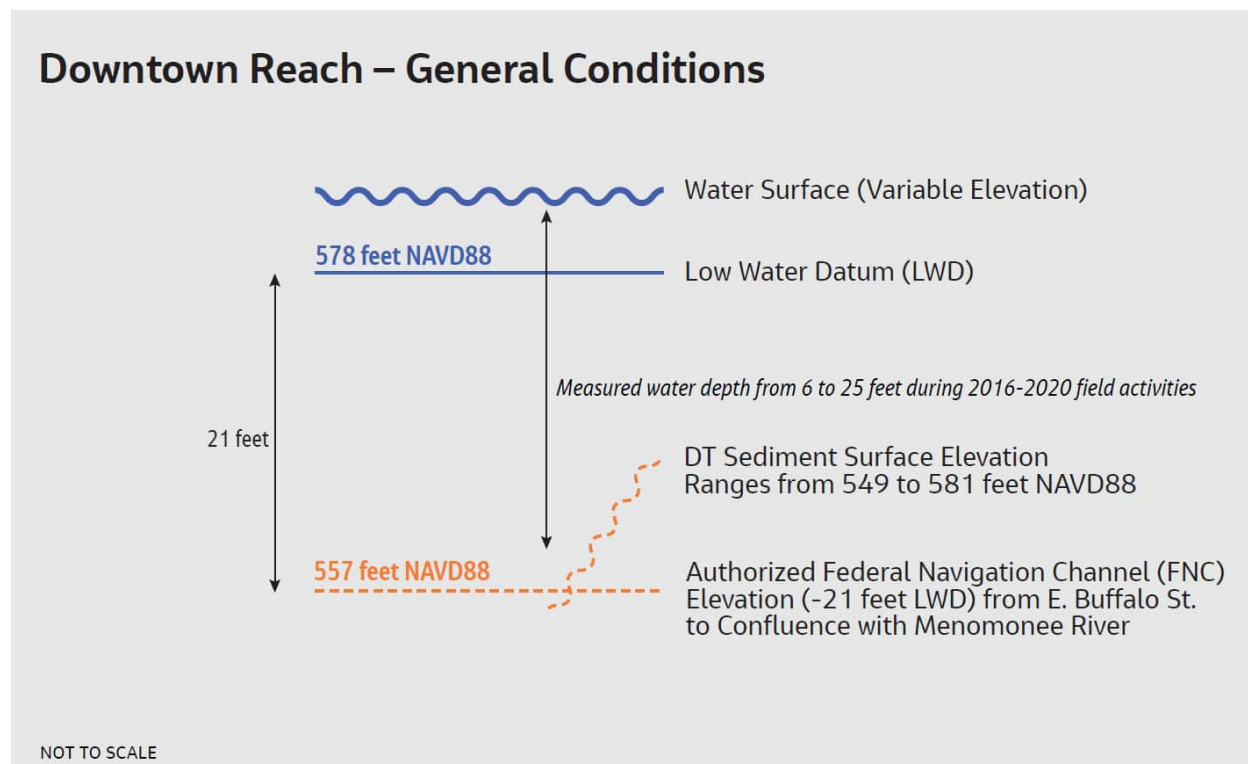 Downtown Reach – General Conditions
Water Surface (Variable Elevation)
578 feet NAVD88
Low Water Datum (LWD)
Measured water depth from 6 to 25 feet during 2016-2020 field activities
21 feet
DT Sediment Surface Elevation
Ranges from 549 to 581 feet NAVD88
557 feet NAVD88
Authorized Federal Navigation Channel (FNC)
Elevation (-21 feet LWD) from E. Buffalo St.
to Confluence with Menomonee River
NOT TO SCALE